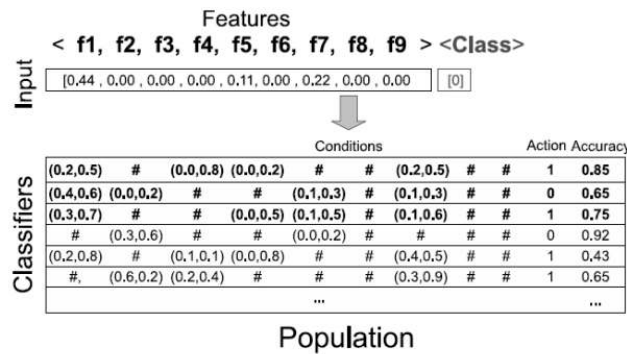 Features
< f1, f2, f3, f4, f5, f6, f7, f8, f9 > <Class>
Input
[0.44 , 0.00 , 0.00 , 0.00 , 0.11, 0.00 , 0.22 , 0.00 , 0.00 [0]
Conditions Action Accuracy
Classifiers
(0.2,0.5) # (0.0,0.8) (0.0,0.2) # # (0.2,0.5) # # 1 0.85
(0.4,0.6) (0.0,0.2) # # (0.1,0.3) # (0.1,0.3) # # 0 0.65
(0.3,0.7) # # (0.0,0.5) (0.1,0.5) # (0.1,0.6) # # 1 0.75
# (0.3,0.6) # # (0.0,0.2) # # # # 0 0.92
(0.2,0.8) # (0.1,0.1) (0.0,0.8) # # (0.4,0.5) # # 1 0.43
#, (0.6,0.2) (0.2,0.4) # # # (0.3,0.9) # # 1 0.65
... ...
Population